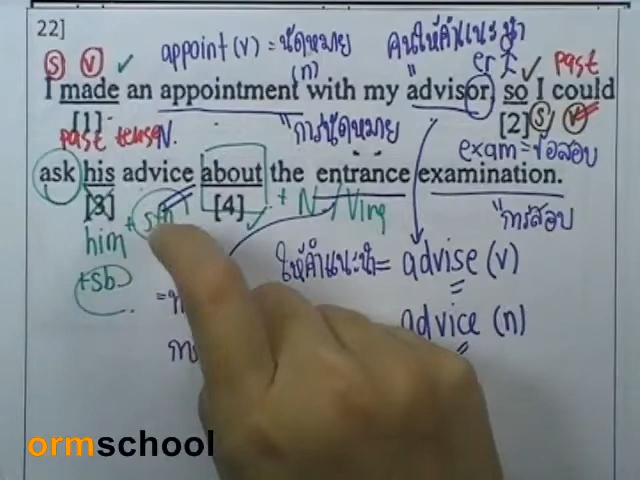 22]
appoint (v) = นัดหมาย
คนให้คำแนะนำ
(n)
er
past
S V
I made an appointment with my advisor, so I could
[1]
[2]
S V
past tense
V.
"การนัดหมาย
exam = ข้อสอบ
ask his advice about the entrance examination.
[3]
[4]
+ sth
+ N / Ving
"การสอบ
him
+sb
ให้คำแนะนำ = advise (v)
advice (n)
ormschool